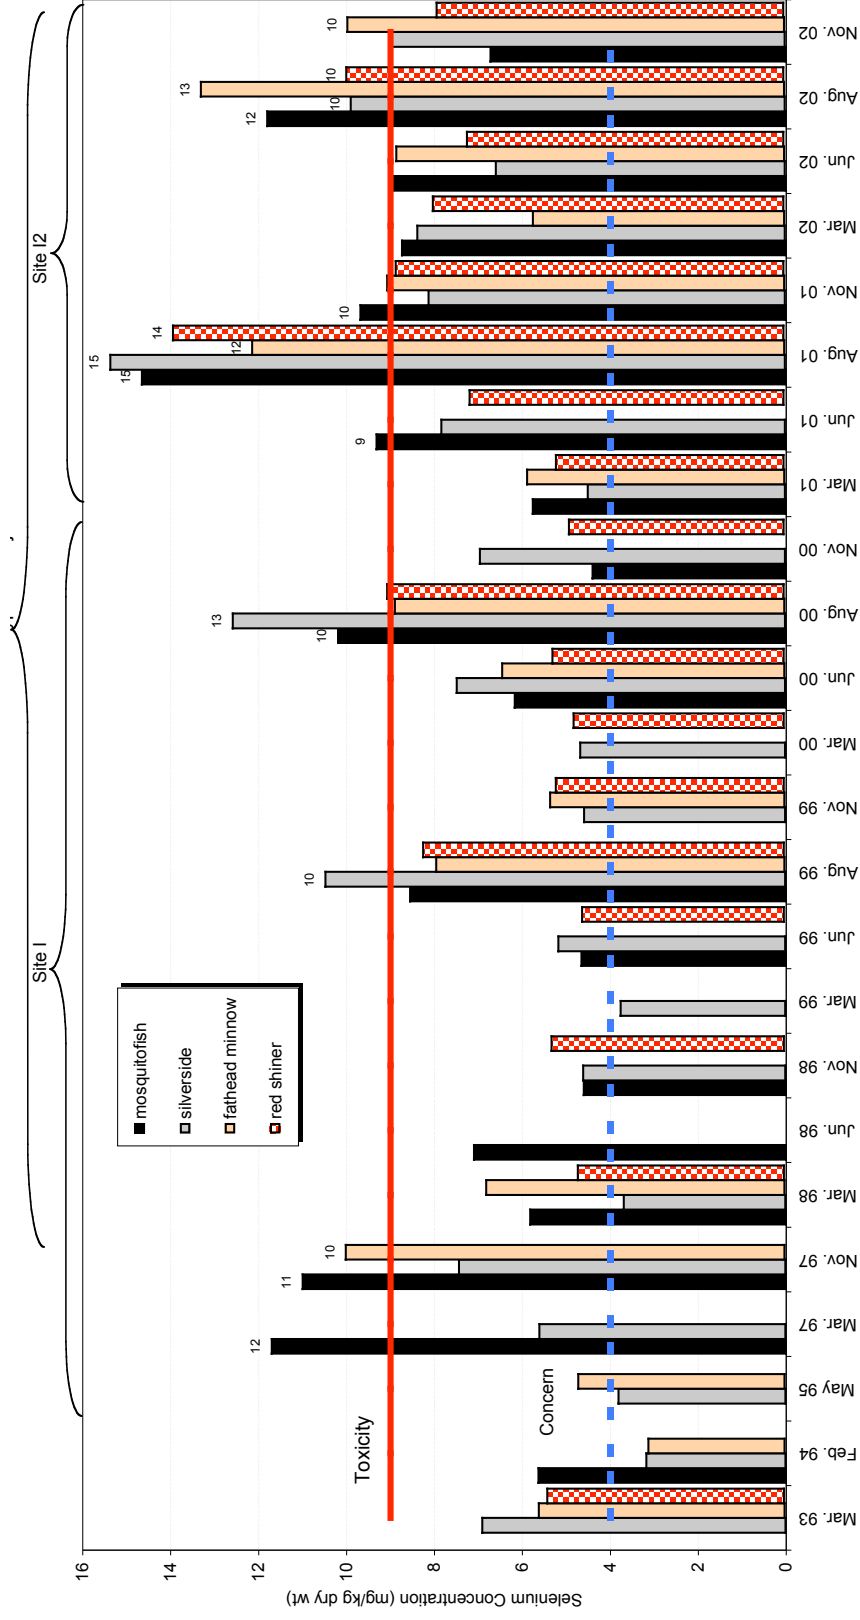 Site I
Site I2
mosquitofish
silverside
fathead minnow
red shiner
Toxicity
Concern
Selenium Concentration (mg/kg dry wt)
16
14
12
10
8
6
4
2
0
12
11
10
10
13
10
9
15
15
12
14
10
12
10
13
10
10
Mar. 93
Feb. 94
May 95
Mar. 97
Nov. 97
Mar. 98
Jun. 98
Nov. 98
Mar. 99
Jun. 99
Aug. 99
Nov. 99
Mar. 00
Jun. 00
Aug. 00
Nov. 00
Mar. 01
Jun. 01
Aug. 01
Nov. 01
Mar. 02
Jun. 02
Aug. 02
Nov. 02